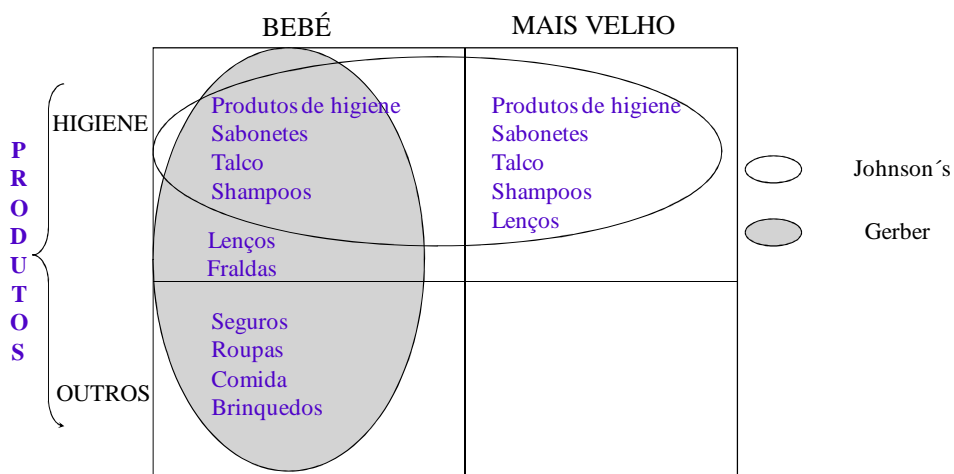 BEBÉ
MAIS VELHO
PRODUTOS
HIGIENE
Produtos de higiene
Sabonetes
Talco
Shampoos
Lenços
Fraldas
Produtos de higiene
Sabonetes
Talco
Shampoos
Lenços
OUTROS
Seguros
Roupas
Comida
Brinquedos
Johnson´s
Gerber